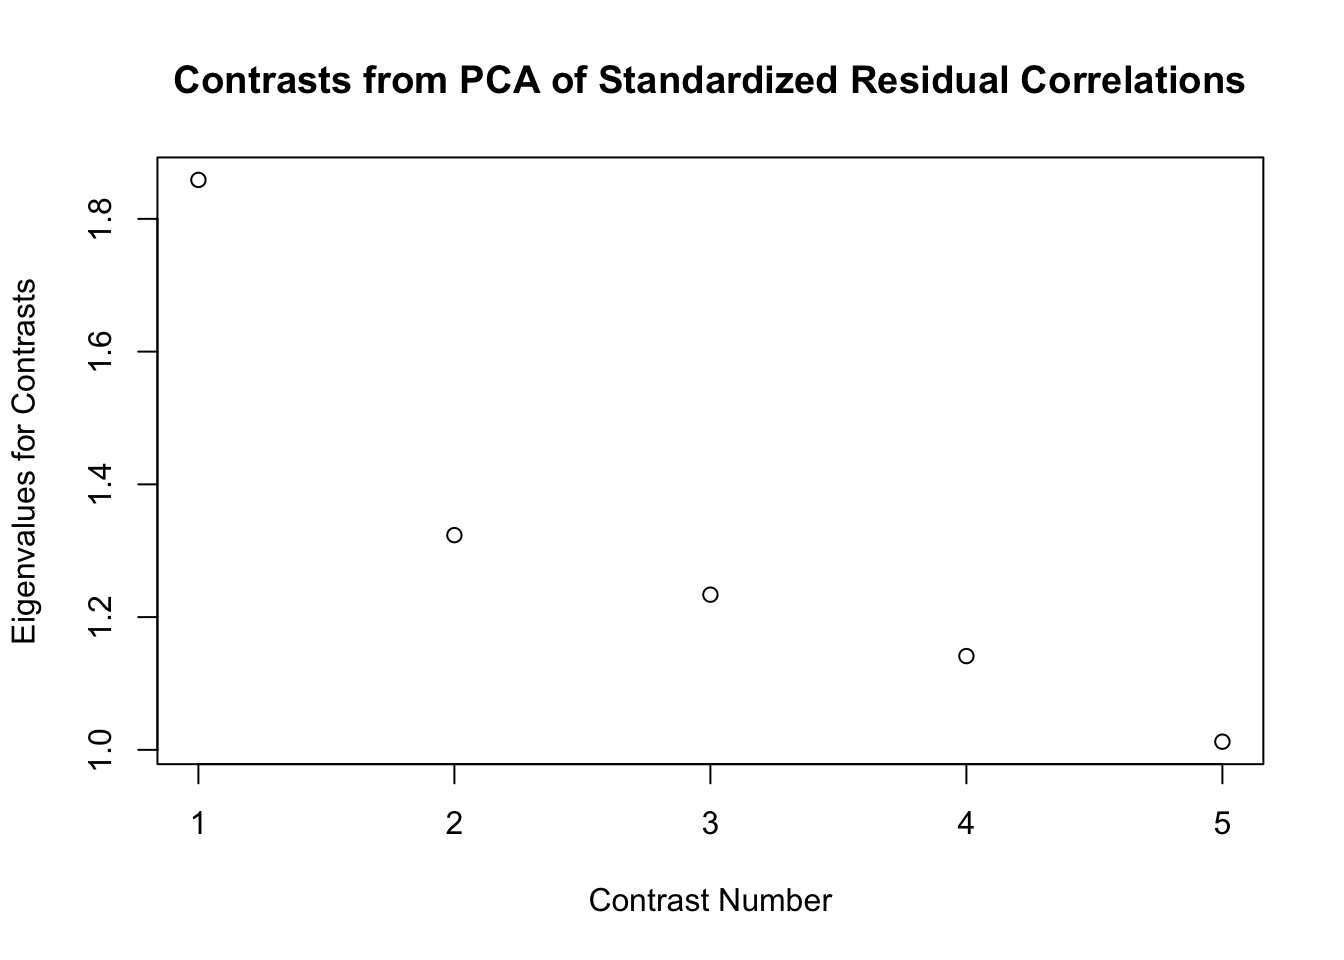 Contrasts from PCA of Standardized Residual Correlations
Eigenvalues for Contrasts
1.8
1.6
1.4
1.2
1.0
1 2 3 4 5
Contrast Number